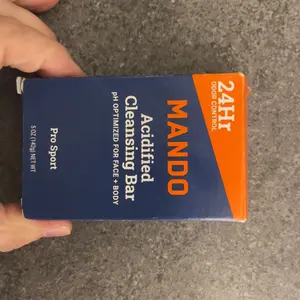 24Hr
ODOR CONTROL
MANDO
Acidified
Cleansing Bar
pH OPTIMIZED FOR FACE + BODY
Pro Sport
5 OZ (142g) NET WT